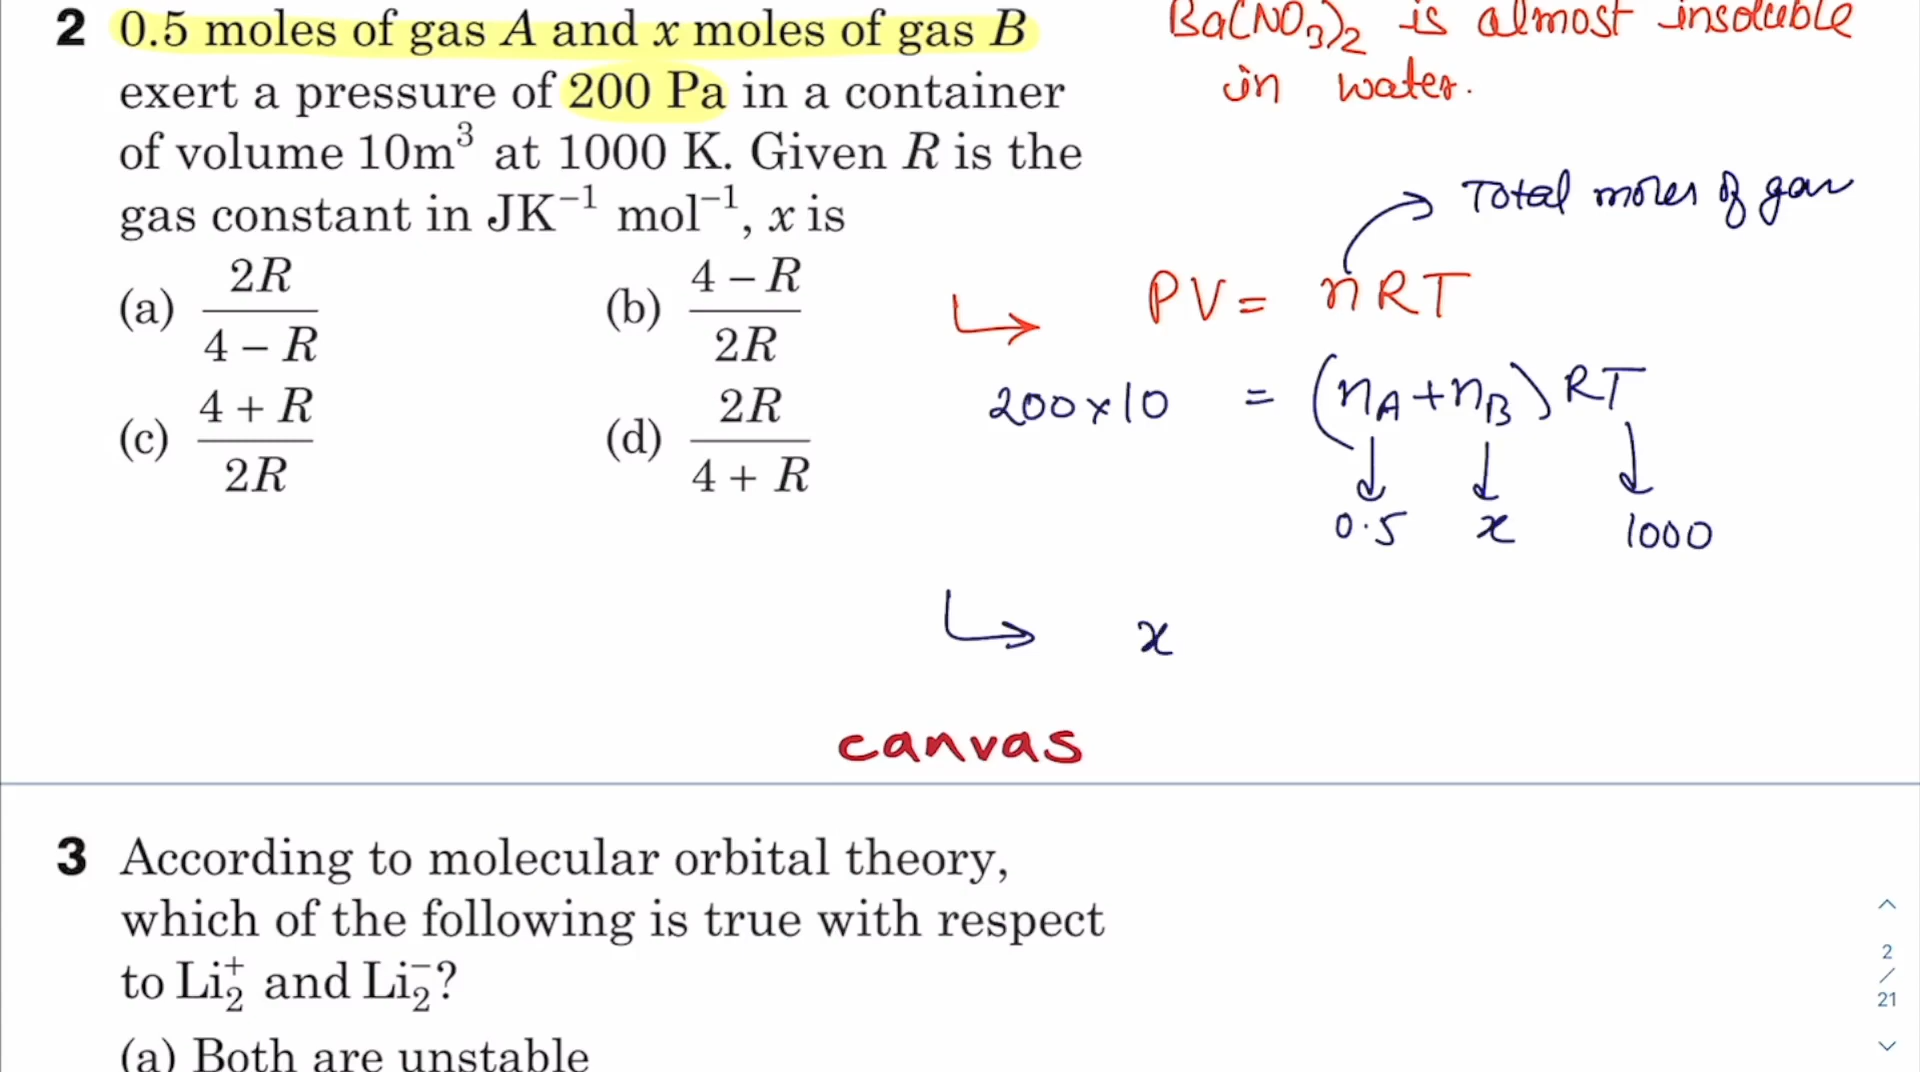 2 0.5 moles of gas A and x moles of gas B
exert a pressure of 200 Pa in a container
of volume 10m³ at 1000 K. Given R is the
gas constant in JK⁻¹ mol⁻¹, x is
(a) 2R / 4 – R
(b) 4 – R / 2R
(c) 4 + R / 2R
(d) 2R / 4 + R
Ba(NO₃)₂ is almost insoluble
in water.
Total moles of gas
PV = nRT
200×10 = (nA+nB) RT
0.5 x 1000
x
canvas
3 According to molecular orbital theory,
which of the following is true with respect
to Li₂⁺ and Li₂⁻?
(a) Both are unstable
2
/
21